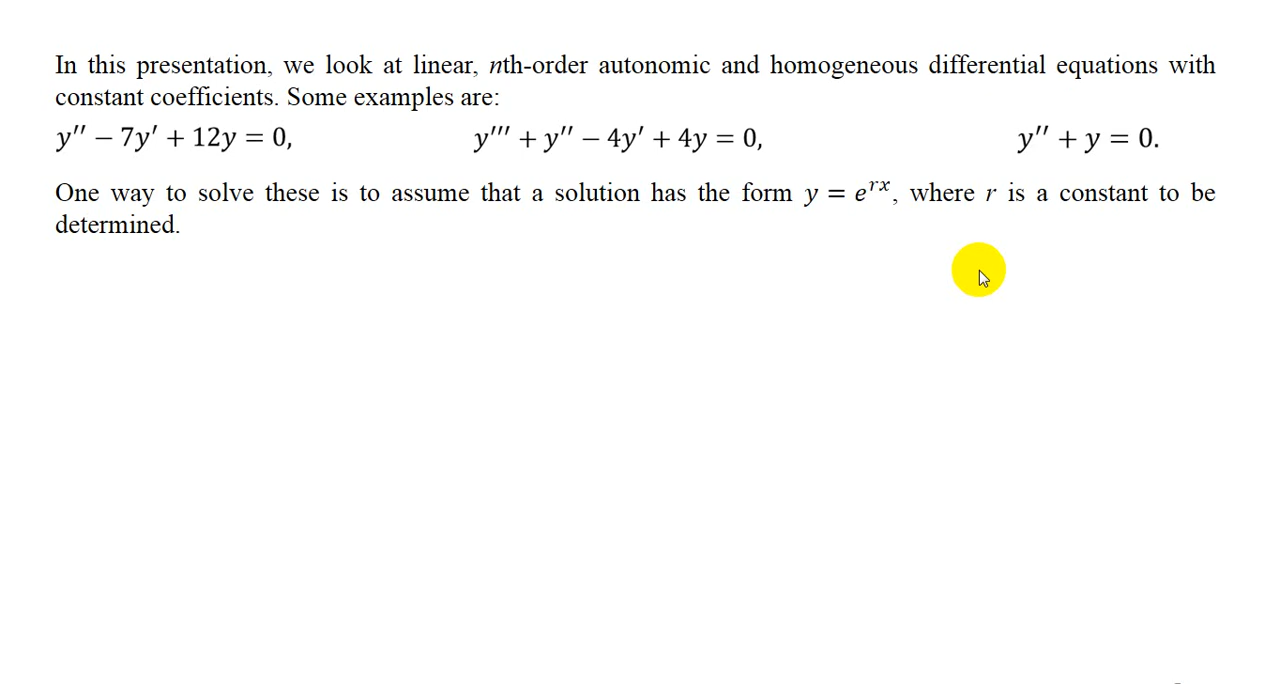 In this presentation, we look at linear, nth-order autonomic and homogeneous differential equations with
constant coefficients. Some examples are:
y′′ − 7y′ + 12y = 0, y′′′ + y′′ − 4y′ + 4y = 0, y′′ + y = 0.
One way to solve these is to assume that a solution has the form y = e^{rx}, where r is a constant to be
determined.